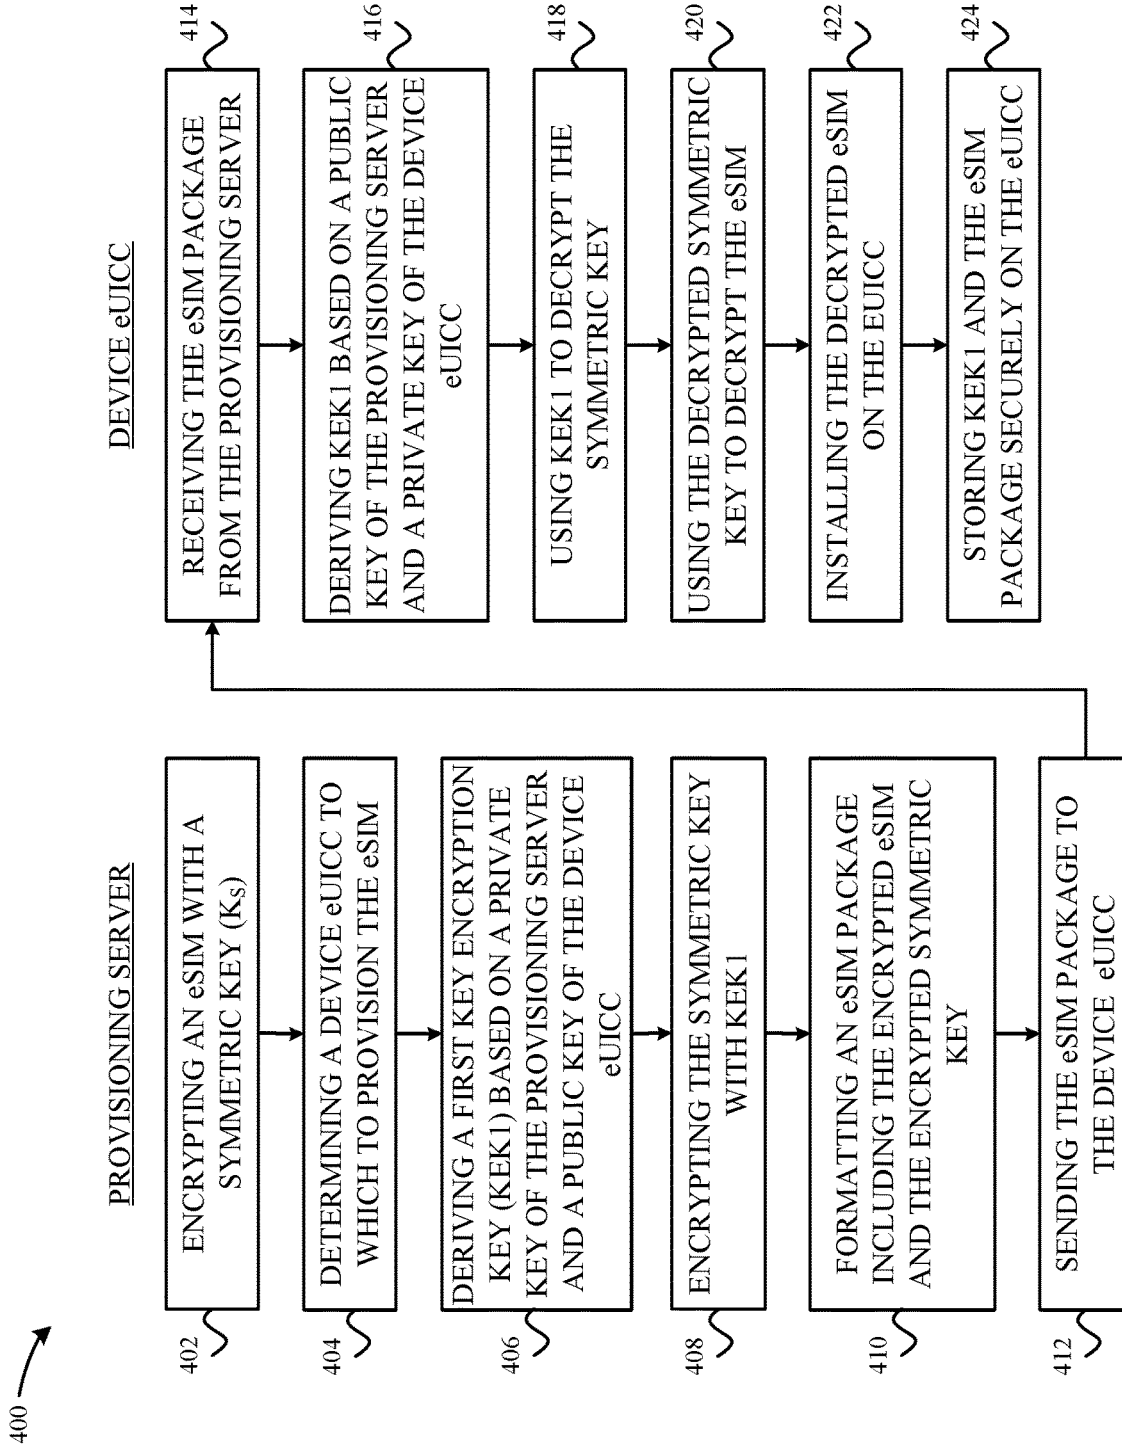 400
PROVISIONING SERVER
402
ENCRYPTING AN eSIM WITH A
SYMMETRIC KEY (KS)
404
DETERMINING A DEVICE eUICC TO
WHICH TO PROVISION THE eSIM
406
DERIVING A FIRST KEY ENCRYPTION
KEY (KEK1) BASED ON A PRIVATE
KEY OF THE PROVISIONING SERVER
AND A PUBLIC KEY OF THE DEVICE
eUICC
408
ENCRYPTING THE SYMMETRIC KEY
WITH KEK1
410
FORMATTING AN eSIM PACKAGE
INCLUDING THE ENCRYPTED eSIM
AND THE ENCRYPTED SYMMETRIC
KEY
412
SENDING THE eSIM PACKAGE TO
THE DEVICE eUICC
DEVICE eUICC
414
RECEIVING THE eSIM PACKAGE
FROM THE PROVISIONING SERVER
416
DERIVING KEK1 BASED ON A PUBLIC
KEY OF THE PROVISIONING SERVER
AND A PRIVATE KEY OF THE DEVICE
eUICC
418
USING KEK1 TO DECRYPT THE
SYMMETRIC KEY
420
USING THE DECRYPTED SYMMETRIC
KEY TO DECRYPT THE eSIM
422
INSTALLING THE DECRYPTED eSIM
ON THE EUICC
424
STORING KEK1 AND THE eSIM
PACKAGE SECURELY ON THE eUICC